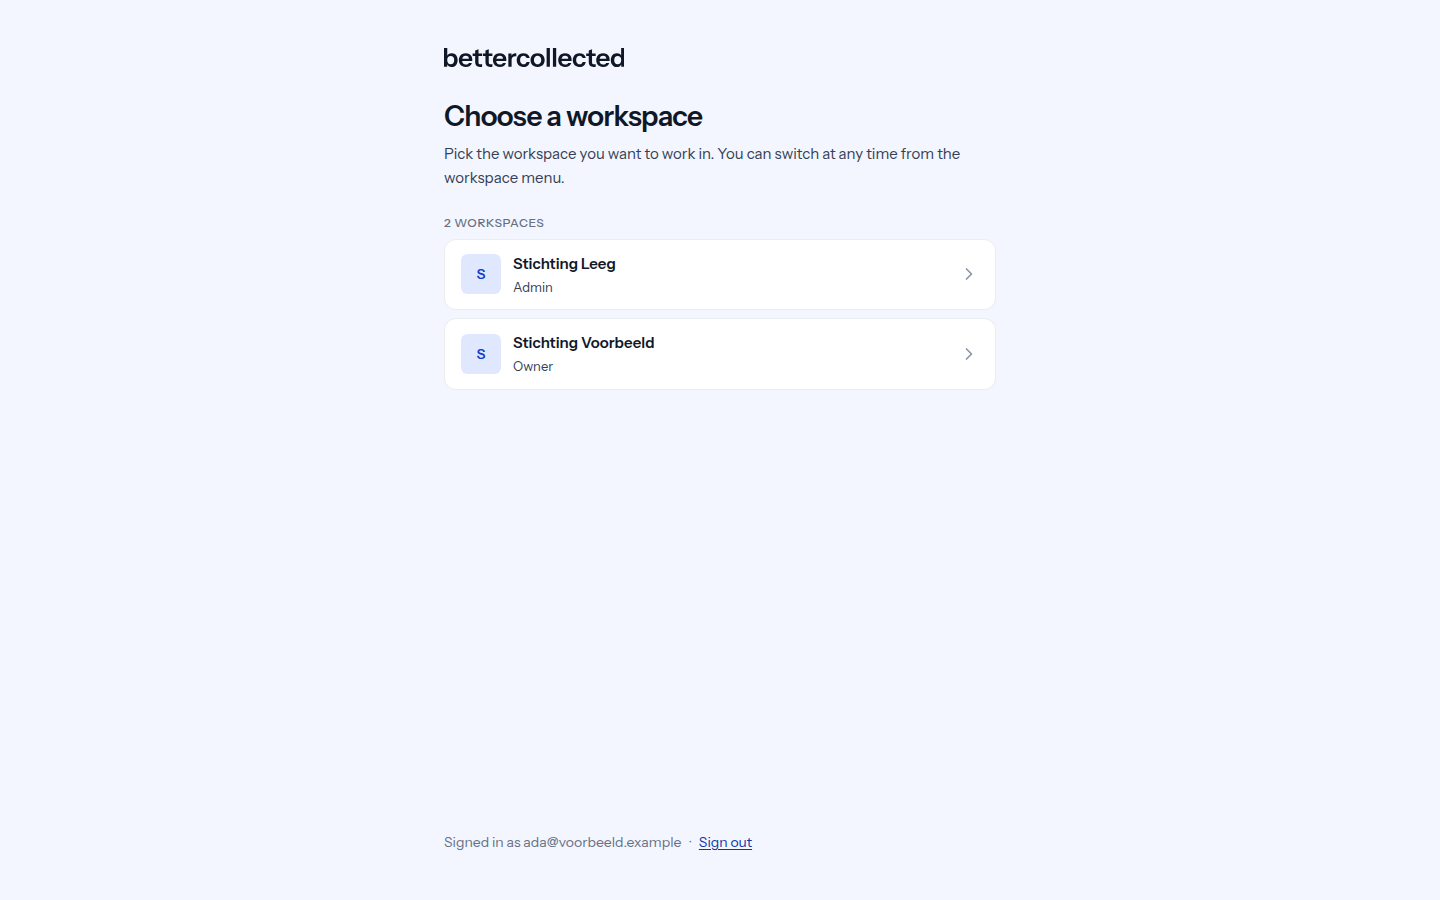 bettercollected
Choose a workspace
Pick the workspace you want to work in. You can switch at any time from the
workspace menu.
2 WORKSPACES
S
Stichting Leeg
Admin
S
Stichting Voorbeeld
Owner
Signed in as ada@voorbeeld.example · Sign out